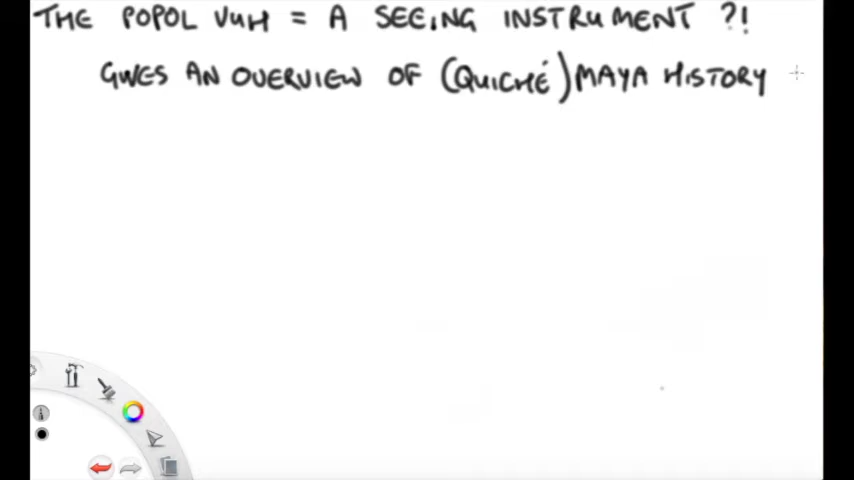 THE POPOL VUH = A SEEING INSTRUMENT ?!
GIVES AN OVERVIEW OF (QUICHÉ) MAYA HISTORY